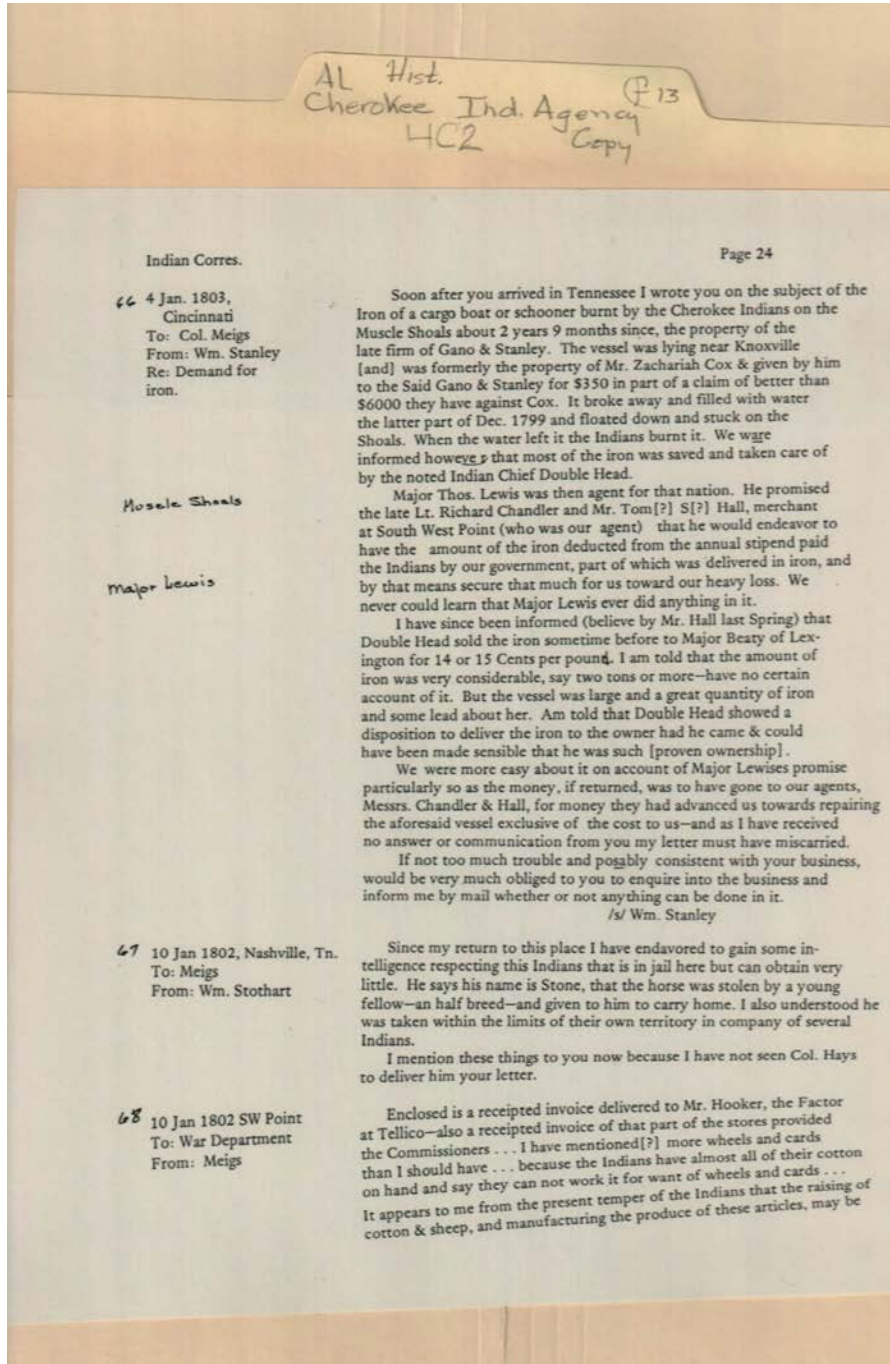 AL Hist.
Cherokee Ind. Agency F 13
4C2 Copy
Indian Corres.
Page 24
66 4 Jan. 1803,
Cincinnati
To: Col. Meigs
From: Wm. Stanley
Re: Demand for
iron.
Soon after you arrived in Tennessee I wrote you on the subject of the
Iron of a cargo boat or schooner burnt by the Cherokee Indians on the
Muscle Shoals about 2 years 9 months since, the property of the
late firm of Gano & Stanley. The vessel was lying near Knoxville
[and] was formerly the property of Mr. Zachariah Cox & given by him
to the Said Gano & Stanley for $350 in part of a claim of better than
$6000 they have against Cox. It broke away and filled with water
the latter part of Dec. 1799 and floated down and stuck on the
Shoals. When the water left it the Indians burnt it. We ware
informed however that most of the iron was saved and taken care of
by the noted Indian Chief Double Head.
Muscle Shoals
Major Lewis
Major Thos. Lewis was then agent for that nation. He promised
the late Lt. Richard Chandler and Mr. Tom[?] S[?] Hall, merchant
at South West Point (who was our agent) that he would endeavor to
have the amount of the iron deducted from the annual stipend paid
the Indians by our government, part of which was delivered in iron, and
by that means secure that much for us toward our heavy loss. We
never could learn that Major Lewis ever did anything in it.
I have since been informed (believe by Mr. Hall last Spring) that
Double Head sold the iron sometime before to Major Beaty of Lex-
ington for 14 or 15 Cents per pound. I am told that the amount of
iron was very considerable, say two tons or more—have no certain
account of it. But the vessel was large and a great quantity of iron
and some lead about her. Am told that Double Head showed a
disposition to deliver the iron to the owner had he came & could
have been made sensible that he was such [proven ownership].
We were more easy about it on account of Major Lewises promise
particularly so as the money, if returned, was to have gone to our agents,
Messrs. Chandler & Hall, for money they had advanced us towards repairing
the aforesaid vessel exclusive of the cost to us—and as I have received
no answer or communication from you my letter must have miscarried.
If not too much trouble and posably consistent with your business,
would be very much obliged to you to enquire into the business and
inform me by mail whether or not anything can be done in it.
/s/ Wm. Stanley
67 10 Jan 1802, Nashville, Tn.
To: Meigs
From: Wm. Stothart
Since my return to this place I have endavored to gain some in-
telligence respecting this Indians that is in jail here but can obtain very
little. He says his name is Stone, that the horse was stolen by a young
fellow—an half breed—and given to him to carry home. I also understood he
was taken within the limits of their own territory in company of several
Indians.
I mention these things to you now because I have not seen Col. Hays
to deliver him your letter.
68 10 Jan 1802 SW Point
To: War Department
From: Meigs
Enclosed is a receipted invoice delivered to Mr. Hooker, the Factor
at Tellico—also a receipted invoice of that part of the stores provided
the Commissioners . . . I have mentioned[?] more wheels and cards
than I should have . . . because the Indians have almost all of their cotton
on hand and say they can not work it for want of wheels and cards . . .
It appears to me from the present temper of the Indians that the raising of
cotton & sheep, and manufacturing the produce of these articles, may be